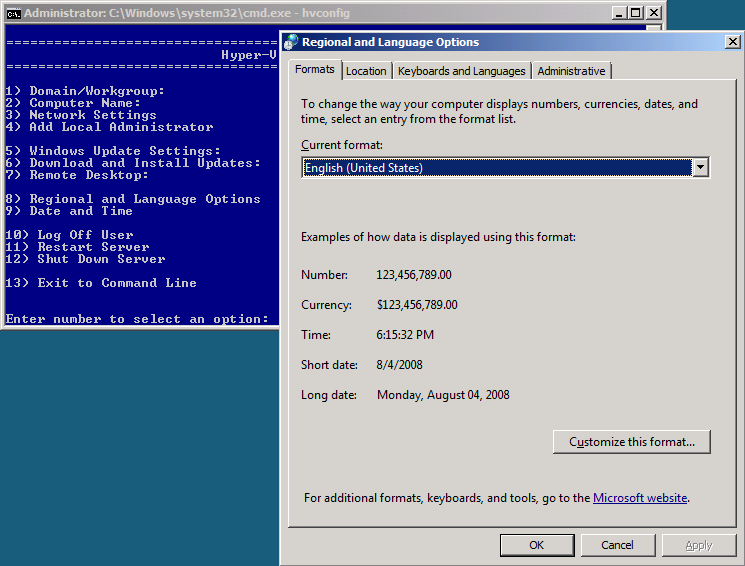 Administrator: C:\Windows\system32\cmd.exe - hvconfig
===============================
Hyper-V
===============================
1) Domain/Workgroup:
2) Computer Name:
3) Network Settings
4) Add Local Administrator
5) Windows Update Settings:
6) Download and Install Updates:
7) Remote Desktop:
8) Regional and Language Options
9) Date and Time
10) Log Off User
11) Restart Server
12) Shut Down Server
13) Exit to Command Line
Enter number to select an option:
Regional and Language Options
Formats Location Keyboards and Languages Administrative
To change the way your computer displays numbers, currencies, dates, and
time, select an entry from the format list.
Current format:
English (United States)
Examples of how data is displayed using this format:
Number: 123,456,789.00
Currency: $123,456,789.00
Time: 6:15:32 PM
Short date: 8/4/2008
Long date: Monday, August 04, 2008
Customize this format...
For additional formats, keyboards, and tools, go to the Microsoft website.
OK Cancel Apply